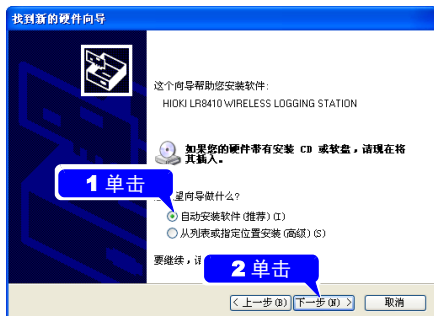 找到新的硬件向导
这个向导帮助您安装软件:
HIOKI LR8410 WIRELESS LOGGING STATION
如果您的硬件带有安装 CD 或软盘，请现在将
其插入。
1 单击
望向导做什么?
自动安装软件(推荐)(I)
从列表或指定位置安装(高级)(S)
要继续，
2 单击
< 上一步(B)
下一步(N) >
取消